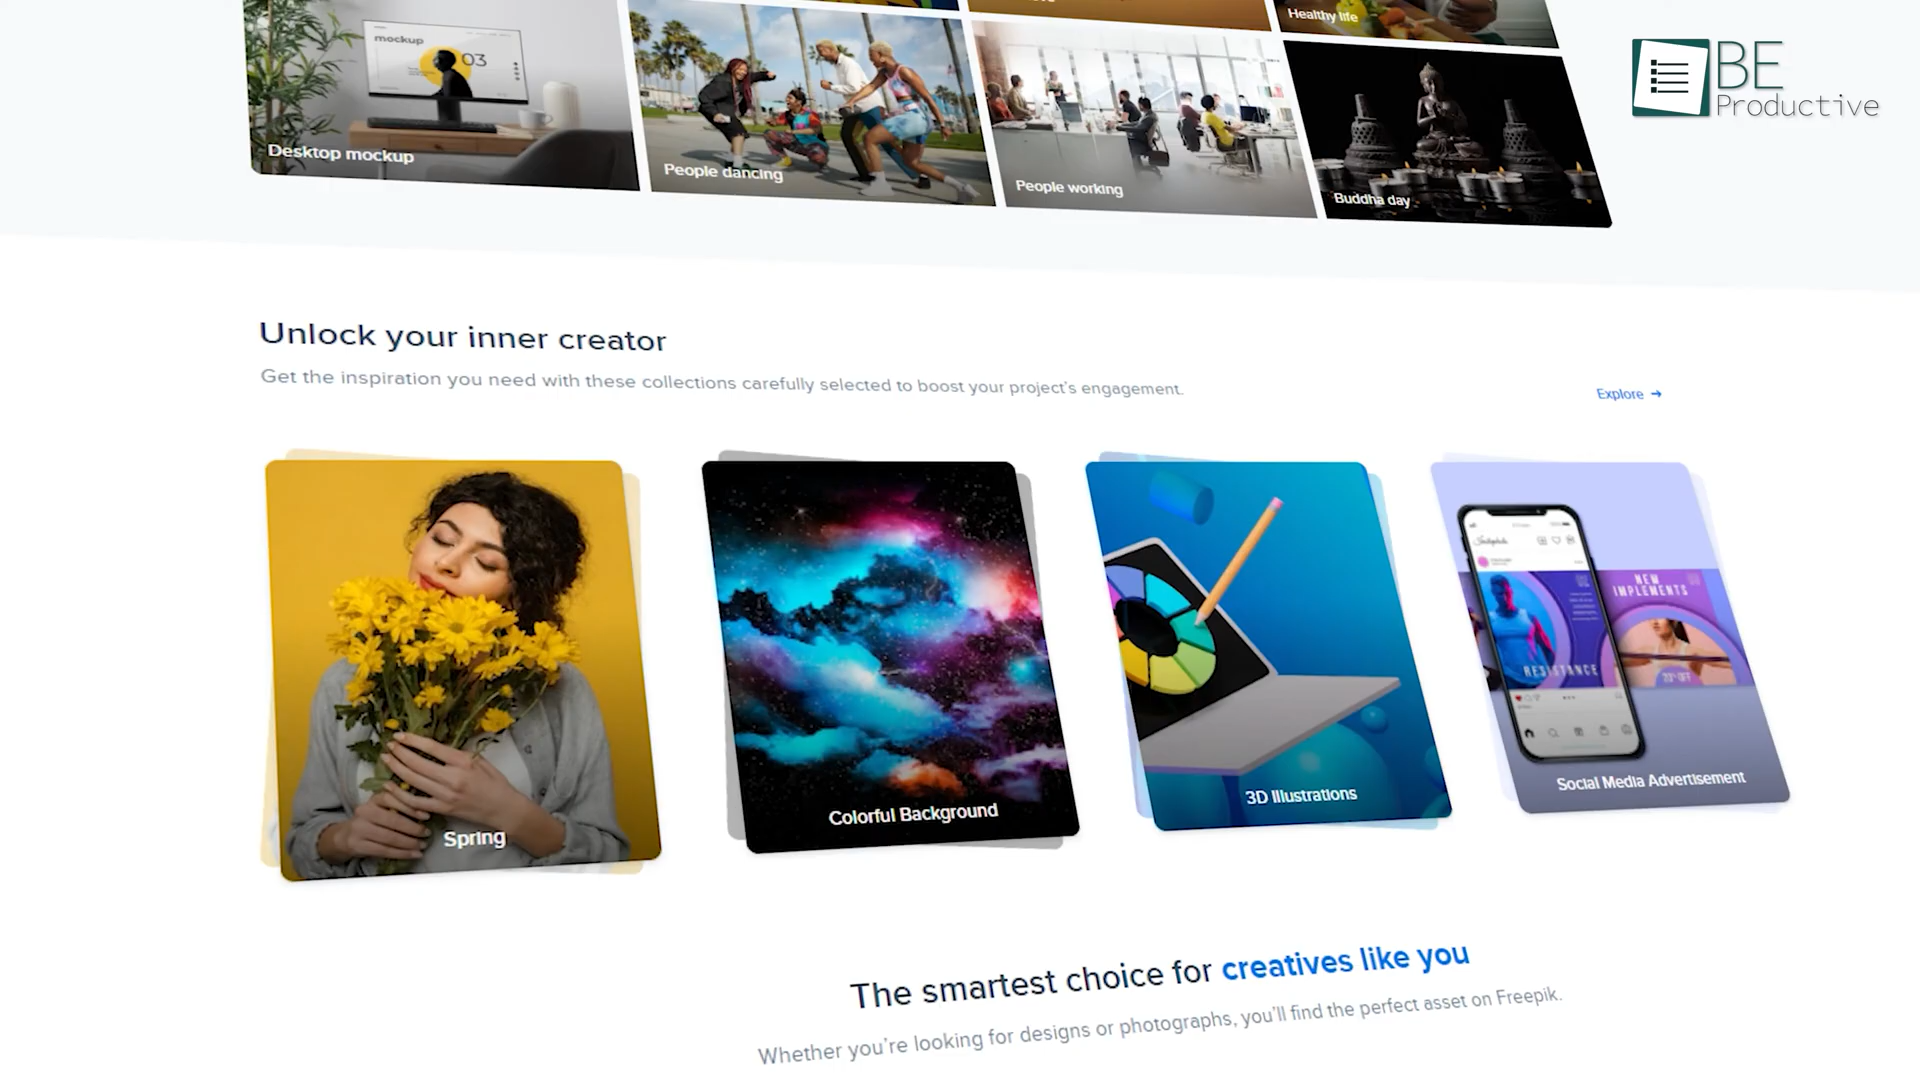 Healthy life
BE
Productive
mockup
03
Desktop mockup
People dancing
People working
Buddha day
Unlock your inner creator
Get the inspiration you need with these collections carefully selected to boost your project's engagement.
Explore →
NEW
IMPLEMENTS
RESISTANCE
Spring
Colorful Background
3D Illustrations
Social Media Advertisement
The smartest choice for creatives like you
Whether you're looking for designs or photographs, you'll find the perfect asset on Freepik.